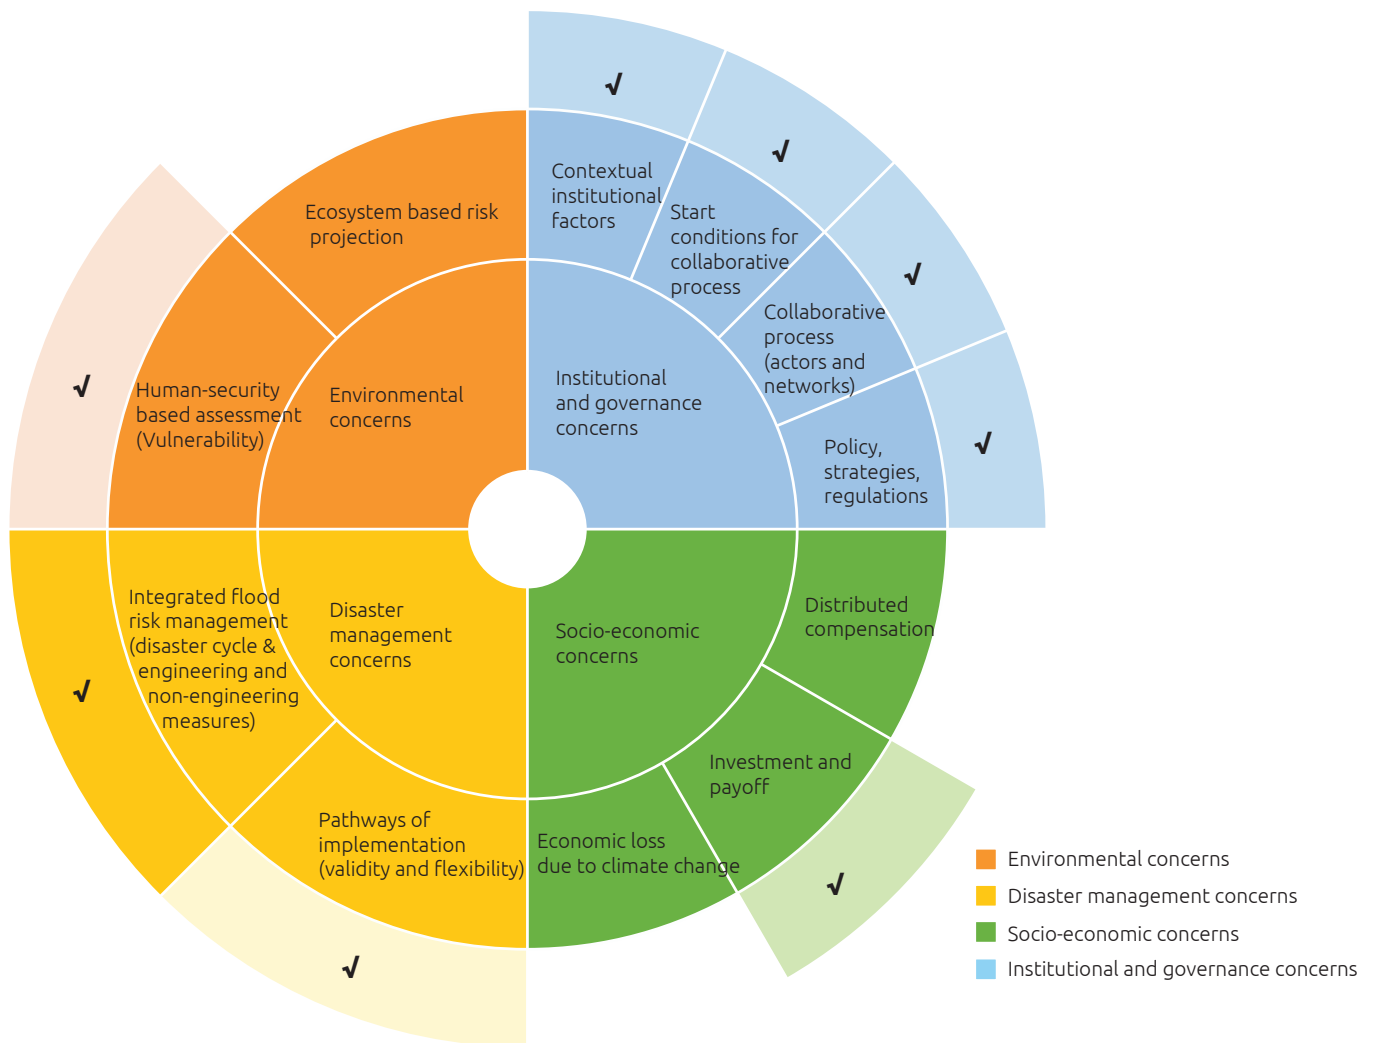 √
√
√
√
Contextual
institutional
factors
Start
conditions for
collaborative
process
Collaborative
process
(actors and
networks)
Policy,
strategies,
regulations
Institutional
and governance
concerns
Ecosystem based risk
projection
√
Human-security
based assessment
(Vulnerability)
Environmental
concerns
√
Integrated flood
risk management
(disaster cycle &
engineering and
non-engineering
measures)
Disaster
management
concerns
Pathways of
implementation
(validity and flexibility)
√
Socio-economic
concerns
Distributed
compensation
Investment and
payoff
√
Economic loss
due to climate change
Environmental concerns
Disaster management concerns
Socio-economic concerns
Institutional and governance concerns